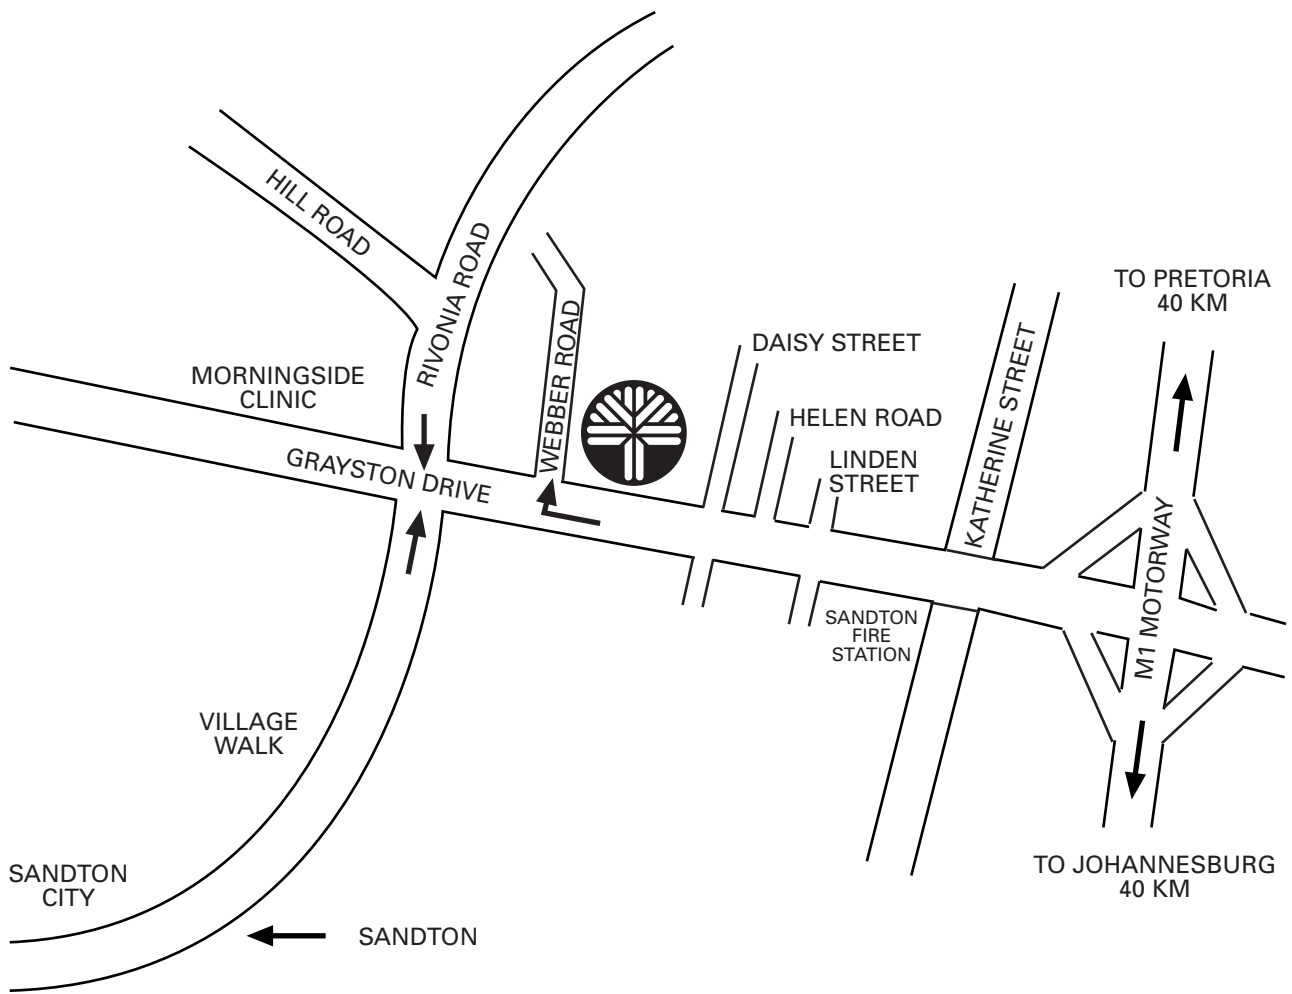 HILL ROAD
RIVONIA ROAD
TO PRETORIA
40 KM
WEBBER ROAD
DAISY STREET
KATHERINE STREET
MORNINGSIDE
CLINIC
HELEN ROAD
LINDEN
STREET
GRAYSTON DRIVE
M1 MOTORWAY
SANDTON
FIRE
STATION
VILLAGE
WALK
TO JOHANNESBURG
40 KM
SANDTON
CITY
SANDTON